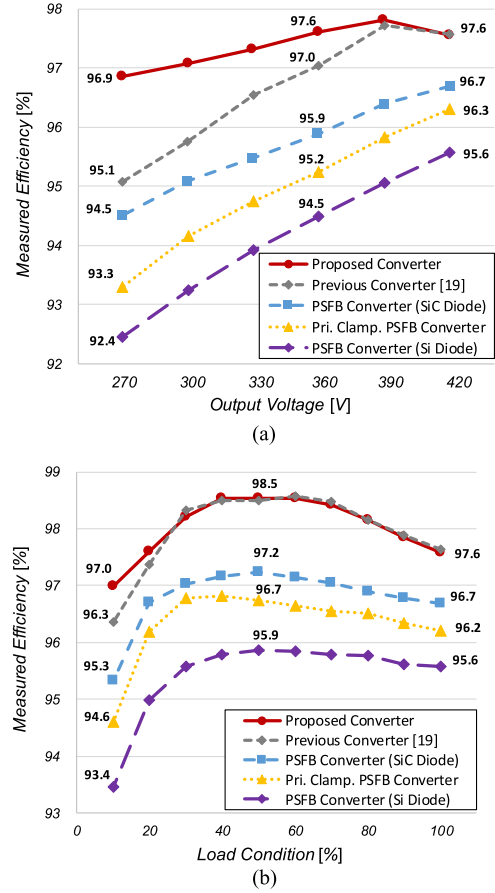 98
97
96
95
94
93
92
Measured Efficiency [%]
97.6
97.6
97.0
96.9
96.7
96.3
95.9
95.6
95.1
95.2
94.5
94.5
93.3
92.4
Proposed Converter
Previous Converter [19]
PSFB Converter (SiC Diode)
Pri. Clamp. PSFB Converter
PSFB Converter (Si Diode)
270 300 330 360 390 420
Output Voltage [V]
(a)
99
98
97
96
95
94
93
Measured Efficiency [%]
98.5
97.6
97.0
97.2
96.7
96.7
96.3
96.2
95.9
95.6
95.3
94.6
93.4
Proposed Converter
Previous Converter [19]
PSFB Converter (SiC Diode)
Pri. Clamp. PSFB Converter
PSFB Converter (Si Diode)
0 20 40 60 80 100
Load Condition [%]
(b)